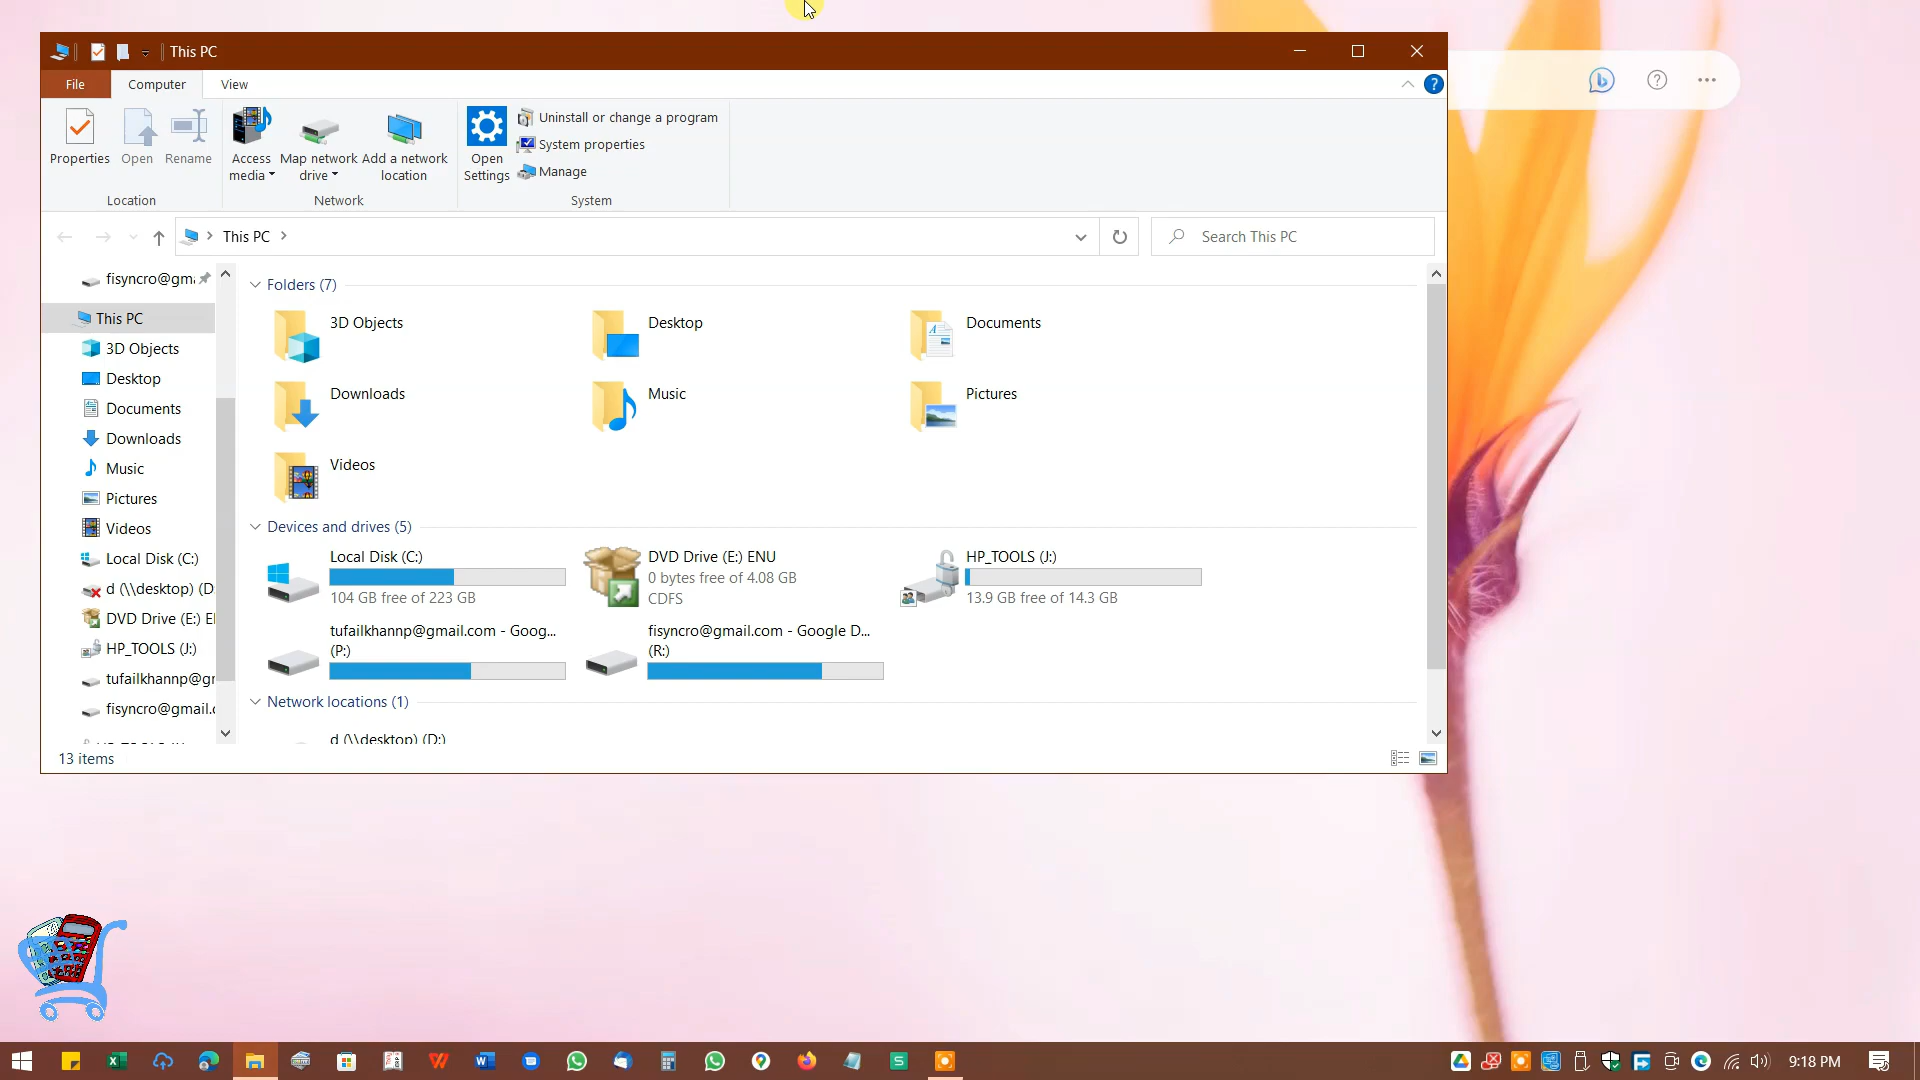 This PC
File
Computer
View
Properties
Open
Rename
Access media
Map network drive
Add a network location
Open Settings
Uninstall or change a program
System properties
Manage
Location
Network
System
This PC
Search This PC
fisyncro@gm
This PC
3D Objects
Desktop
Documents
Downloads
Music
Pictures
Videos
Local Disk (C:)
d (\\desktop) (D
DVD Drive (E:) E
HP_TOOLS (J:)
tufailkhannp@gr
fisyncro@gmail.c
Folders (7)
3D Objects
Desktop
Documents
Downloads
Music
Pictures
Videos
Devices and drives (5)
Local Disk (C:)
104 GB free of 223 GB
DVD Drive (E:) ENU
0 bytes free of 4.08 GB
CDFS
HP_TOOLS (J:)
13.9 GB free of 14.3 GB
tufailkhannp@gmail.com - Goog...
(P:)
fisyncro@gmail.com - Google D...
(R:)
Network locations (1)
d (\\desktop) (D:)
13 items
9:18 PM